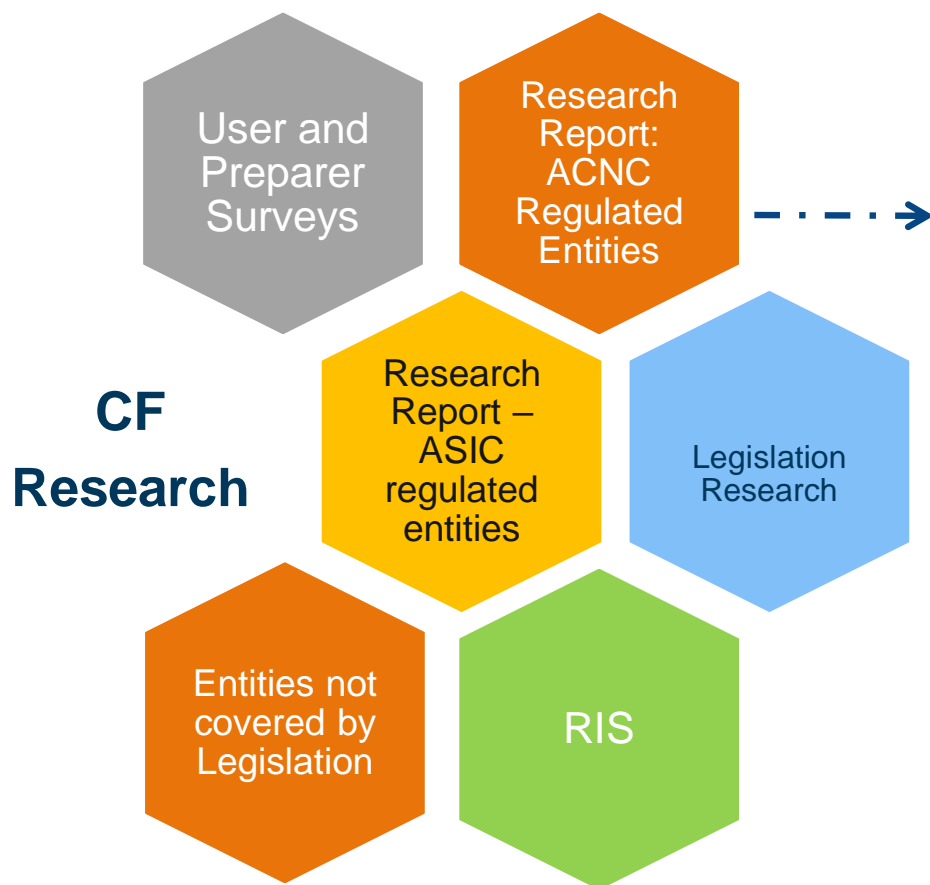 User and
Preparer
Surveys
Research
Report:
ACNC
Regulated
Entities
CF
Research
Research
Report –
ASIC
regulated
entities
Legislation
Research
Entities not
covered by
Legislation
RIS